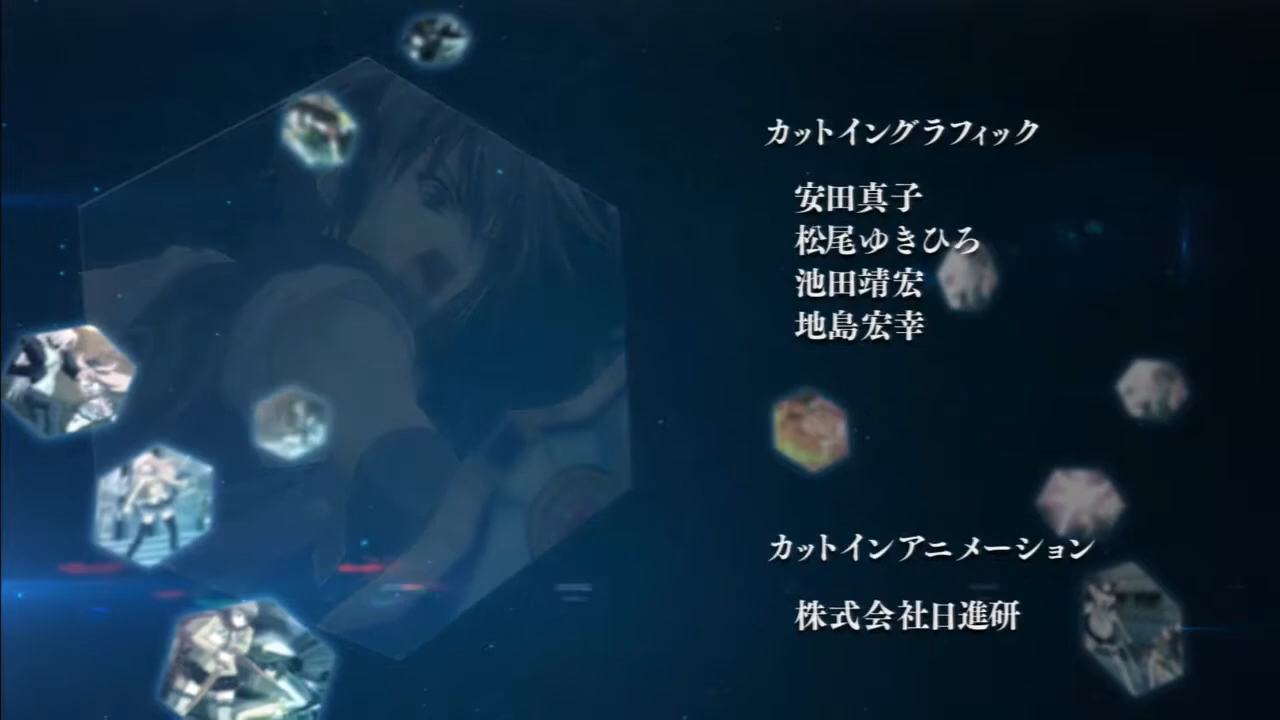 カットイングラフィック
安田真子
松尾ゆきひろ
池田靖宏
地島宏幸
カットインアニメーション
株式会社日進研